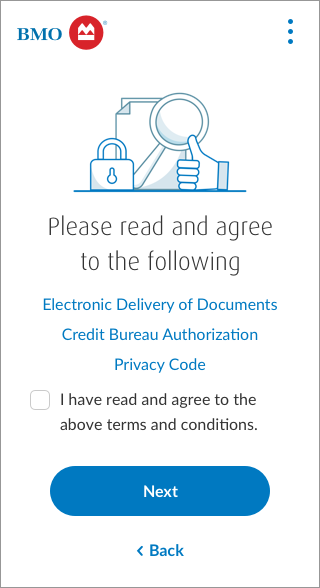 BMO
Please read and agree
to the following
Electronic Delivery of Documents
Credit Bureau Authorization
Privacy Code
I have read and agree to the
above terms and conditions.
Next
Back